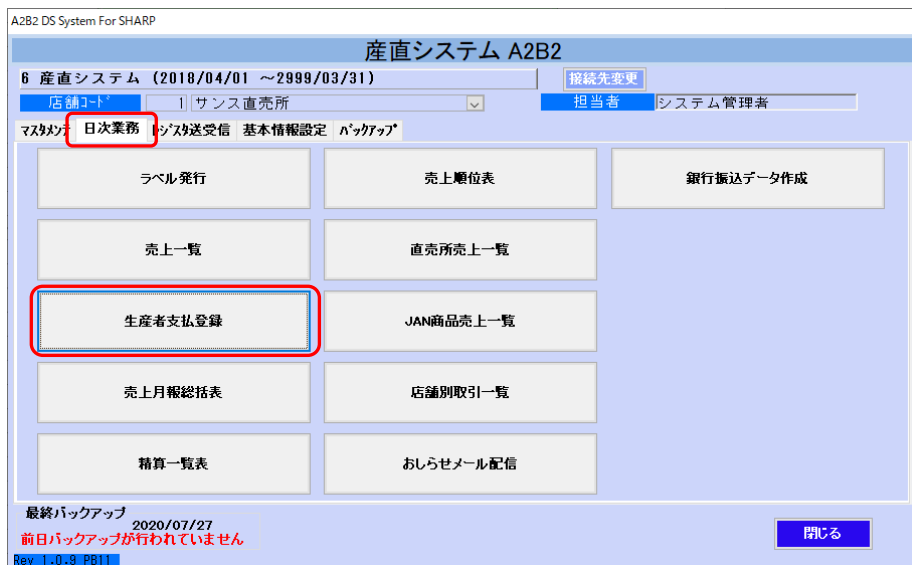 A2B2 DS System For SHARP
産直システム A2B2
6 産直システム (2018/04/01 ～2999/03/31) 接続先変更
店舗ｺｰﾄﾞ 1 サンス直売所 担当者 システム管理者
ﾏｽﾀﾒﾝﾃ 日次業務 ﾚｼﾞｽﾀ送受信 基本情報設定 ﾊﾞｯｸｱｯﾌﾟ
ラベル発行 売上順位表 銀行振込データ作成
売上一覧 直売所売上一覧
生産者支払登録 JAN商品売上一覧
売上月報総括表 店舗別取引一覧
精算一覧表 おしらせメール配信
最終バックアップ
2020/07/27
前日バックアップが行われていません 閉じる
Rev 1.0.9 PB11